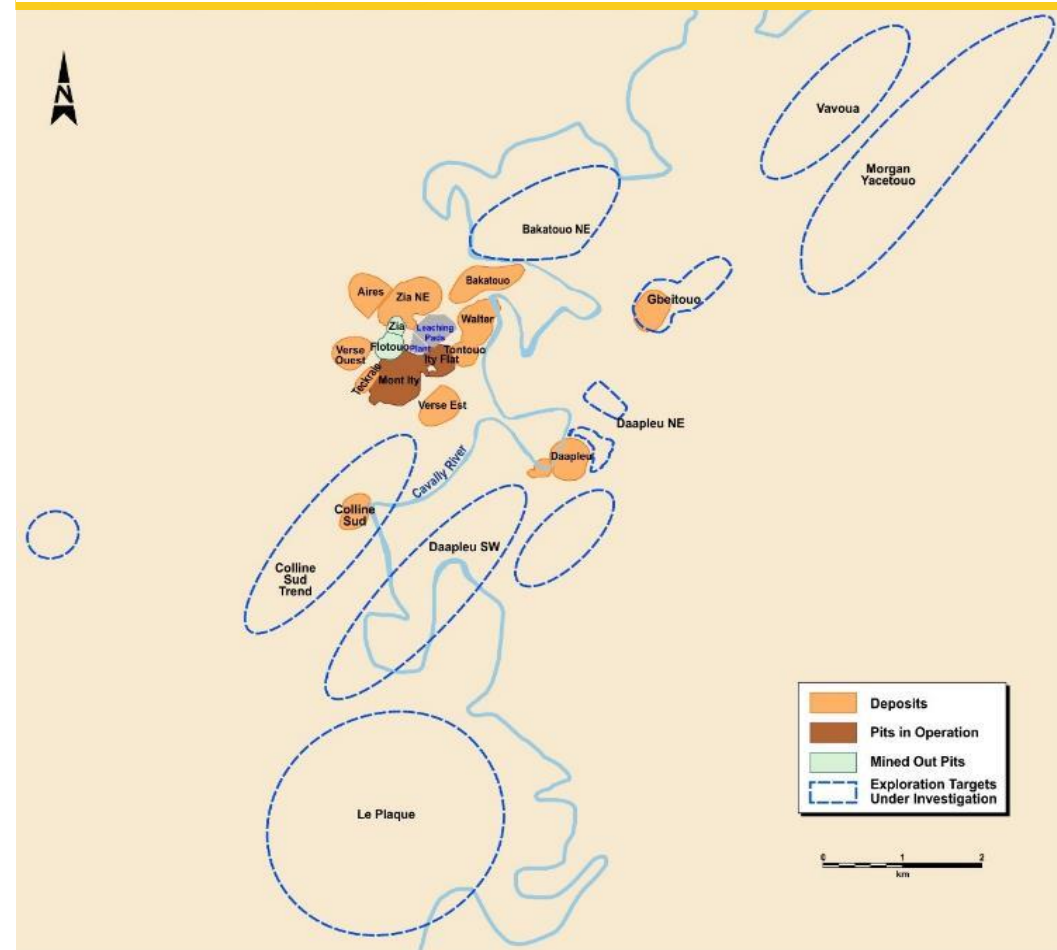 N
Vavoua
Morgan
Yacetouo
Bakatouo NE
Bakatouo
Aires
Zia NE
Gbeitouo
Walter
Zia
Leaching
Pads
Plant
Flotouo
Tontouo
Verse
Ouest
Ity Flat
Teckraie
Mont Ity
Verse Est
Daapleu NE
Daapleu
Cavally River
Colline
Sud
Daapleu SW
Colline
Sud
Trend
Le Plaque
Deposits
Pits in Operation
Mined Out Pits
Exploration Targets
Under Investigation
0 1 2
km